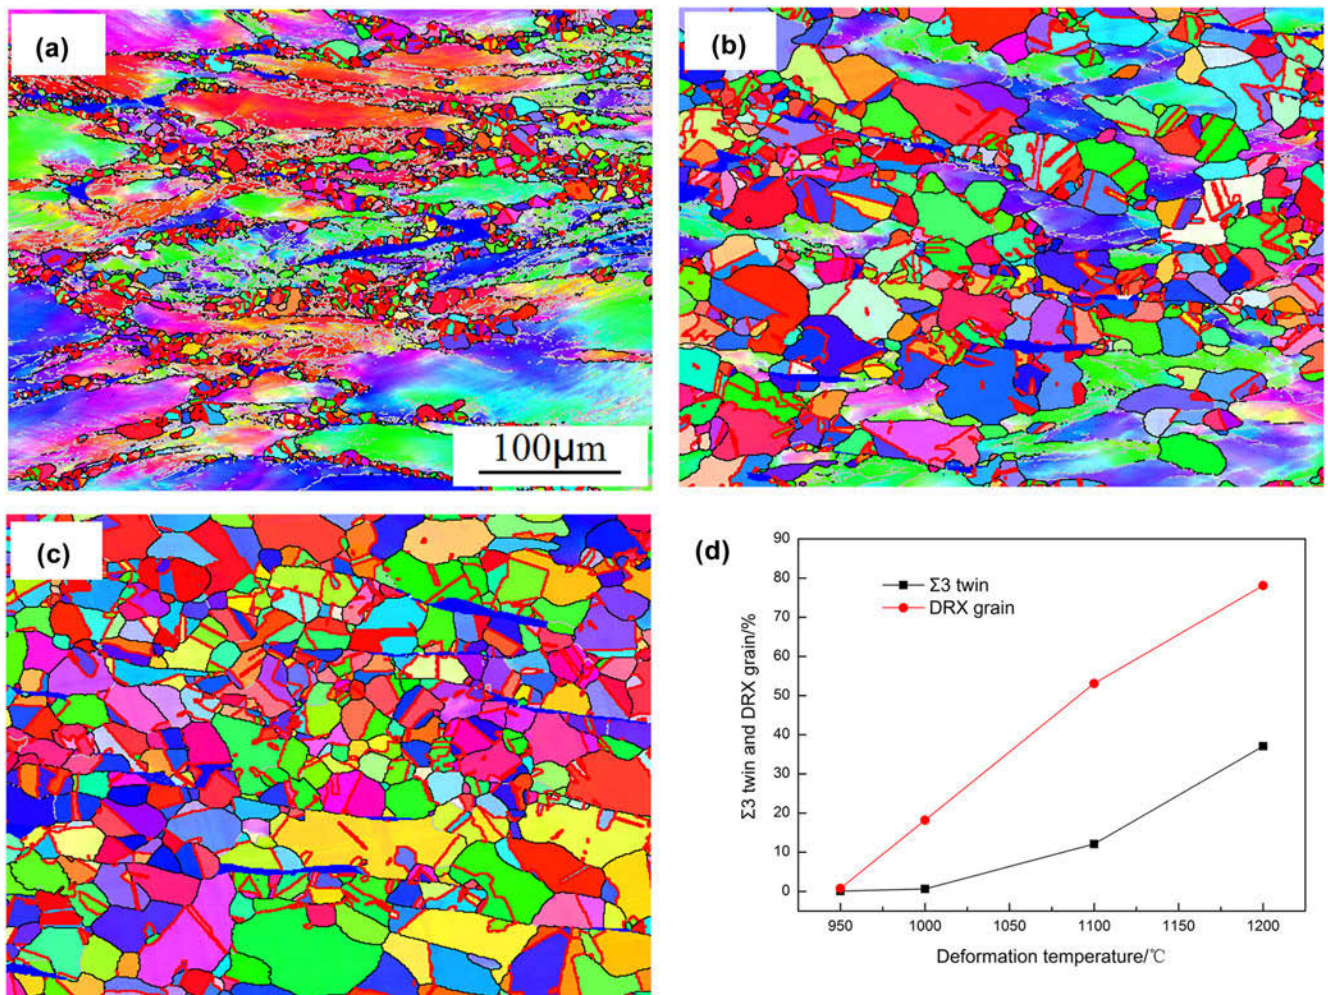 (a)
100μm
(b)
(c)
(d)
90
80
70
60
50
40
30
20
10
0
Σ3 twin and DRX grain/%
Σ3 twin
DRX grain
950 1000 1050 1100 1150 1200
Deformation temperature/℃